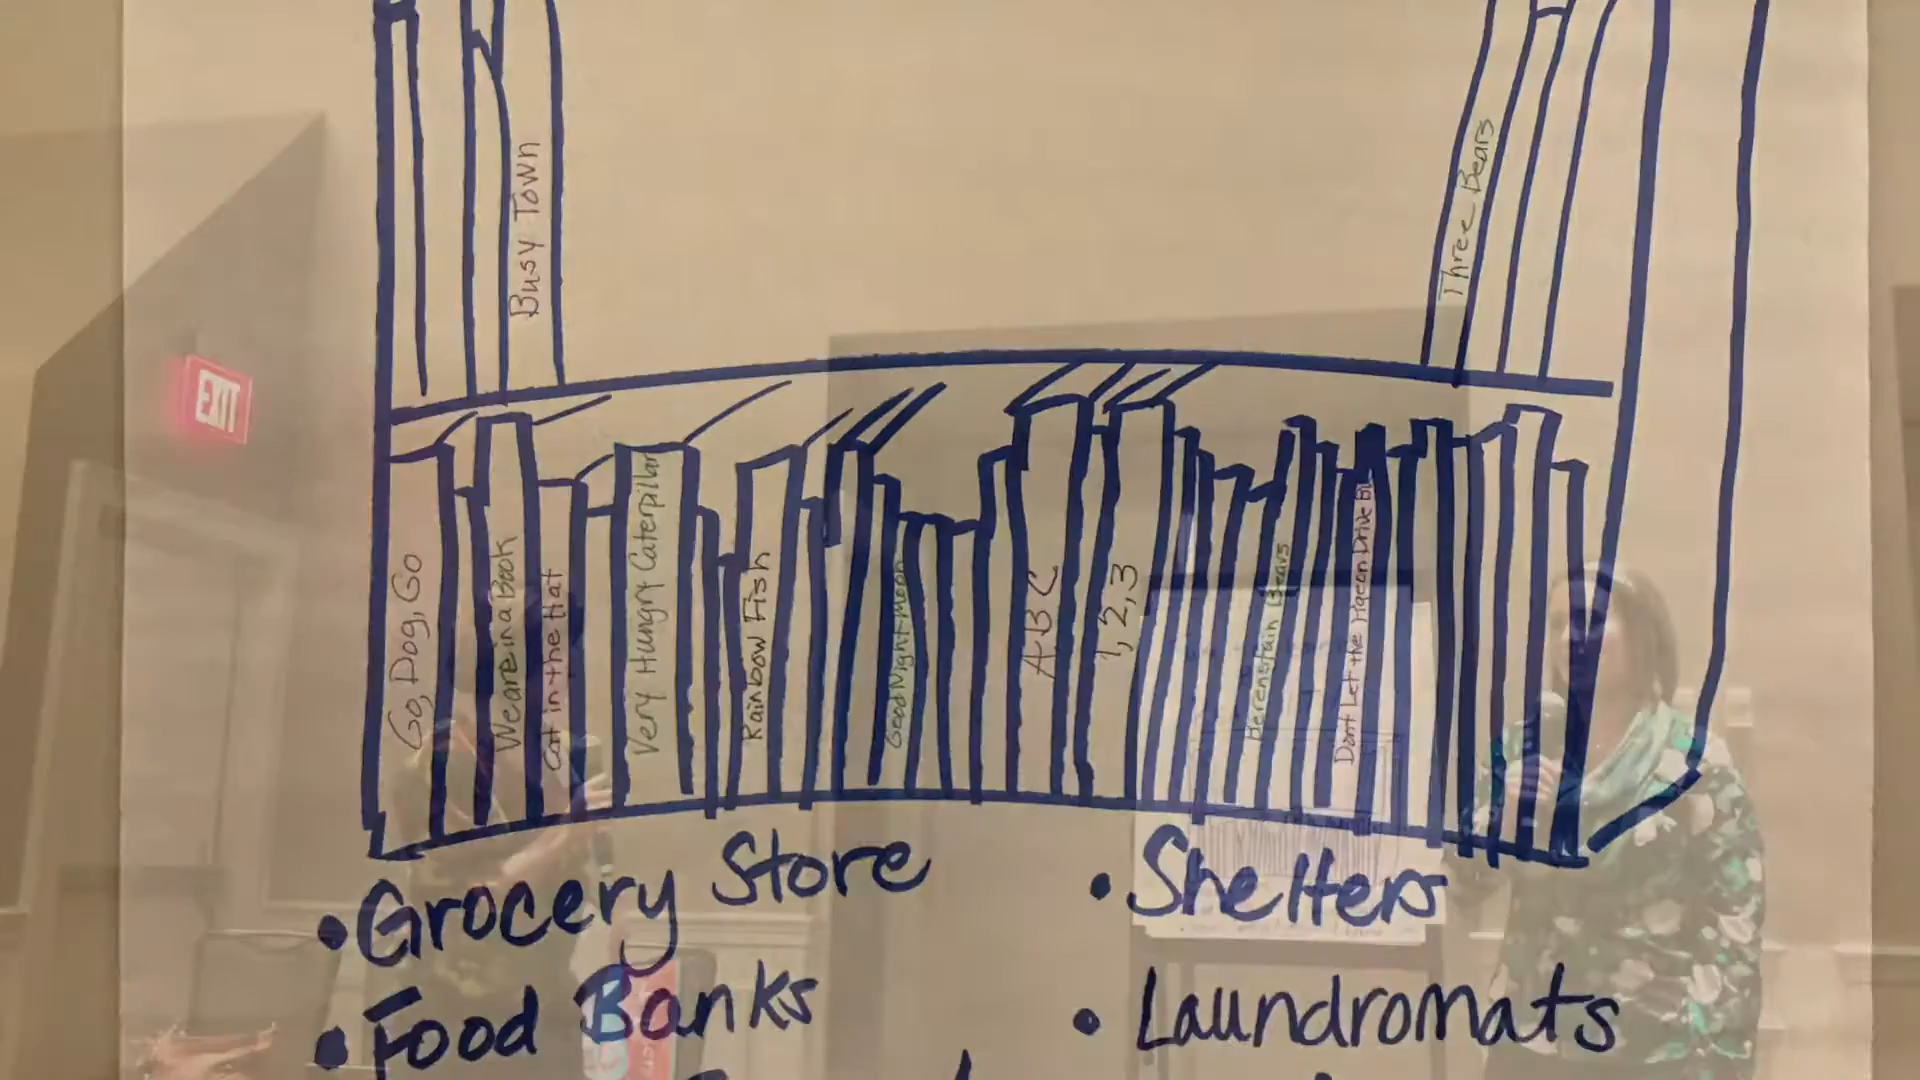 Busy Town
Three Bears
EXIT
Go, Dog, Go
We are in a Book
Cat in the Hat
Very Hungry Caterpillar
Rainbow Fish
Good Night Moon
ABC
1, 2, 3
Berenstain Bears
Dont Let the Pigeon Drive
• Grocery Store
• Shelters
• Food Banks
• Laundromats